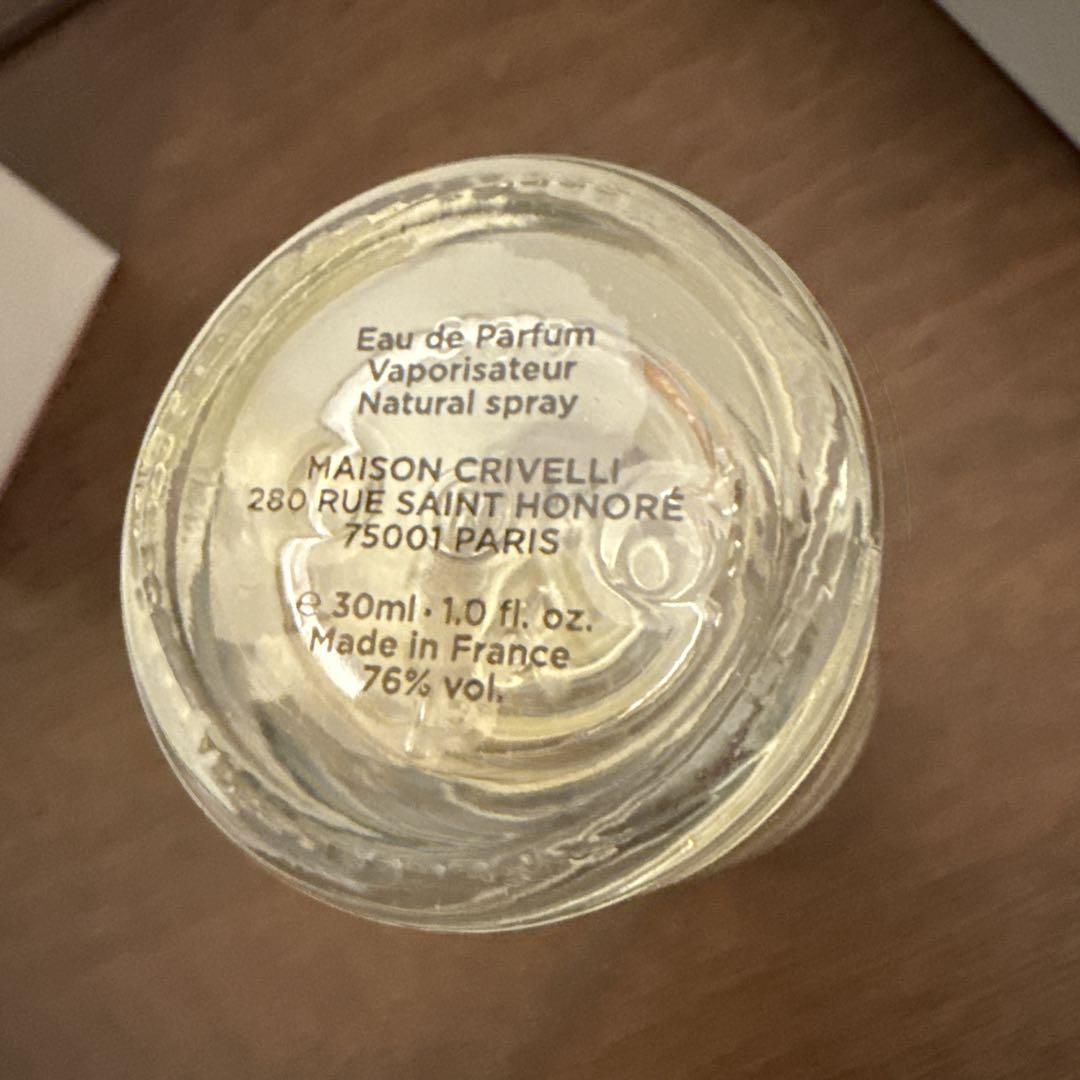 Eau de Parfum
Vaporisateur
Natural spray
MAISON CRIVELLI
280 RUE SAINT HONORÉ
75001 PARIS
℮ 30ml · 1.0 fl. oz.
Made in France
76% vol.